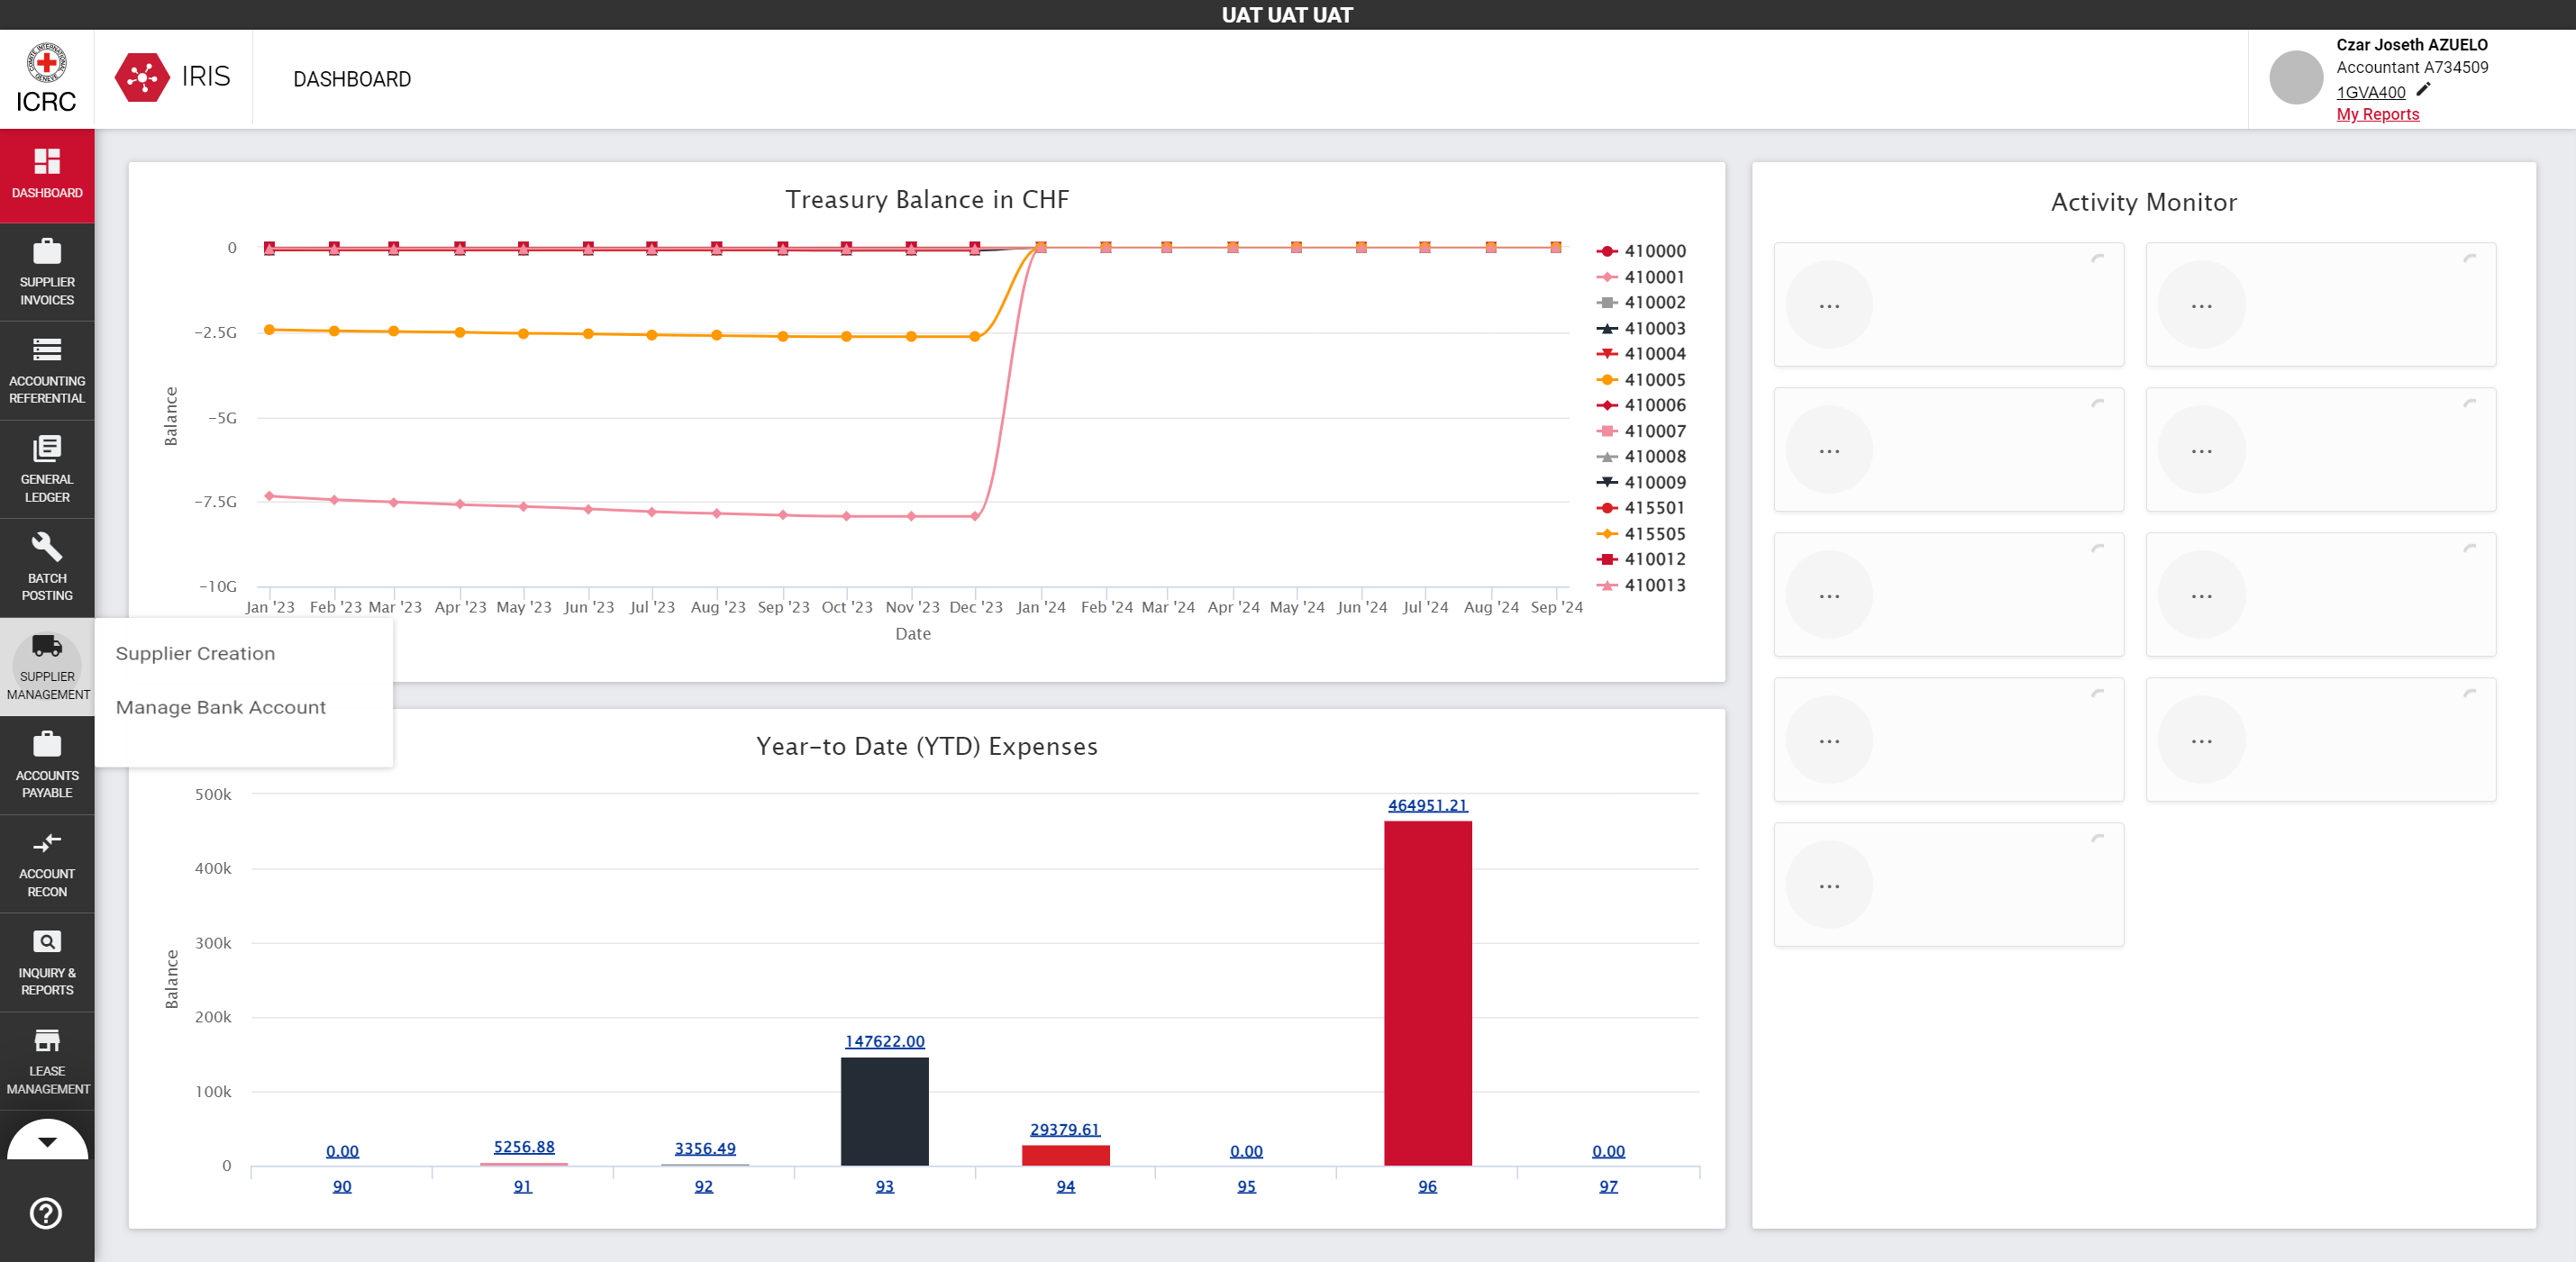 UAT UAT UAT
ICRC
IRIS
DASHBOARD
Czar Joseth AZUELO
Accountant A734509
1GVA400
My Reports
DASHBOARD
SUPPLIER
INVOICES
ACCOUNTING
REFERENTIAL
GENERAL
LEDGER
BATCH
POSTING
SUPPLIER
MANAGEMENT
Supplier Creation
Manage Bank Account
ACCOUNTS
PAYABLE
ACCOUNT
RECON
INQUIRY &
REPORTS
LEASE
MANAGEMENT
Treasury Balance in CHF
Balance
0
-2.5G
-5G
-7.5G
-10G
Jan '23 Feb '23 Mar '23 Apr '23 May '23 Jun '23 Jul '23 Aug '23 Sep '23 Oct '23 Nov '23 Dec '23 Jan '24 Feb '24 Mar '24 Apr '24 May '24 Jun '24 Jul '24 Aug '24 Sep '24
Date
410000
410001
410002
410003
410004
410005
410006
410007
410008
410009
415501
415505
410012
410013
Year-to Date (YTD) Expenses
Balance
500k
400k
300k
200k
100k
0
0.00 5256.88 3356.49 147622.00 29379.61 0.00 464951.21 0.00
90 91 92 93 94 95 96 97
Activity Monitor
... ...
... ...
... ...
... ...
...